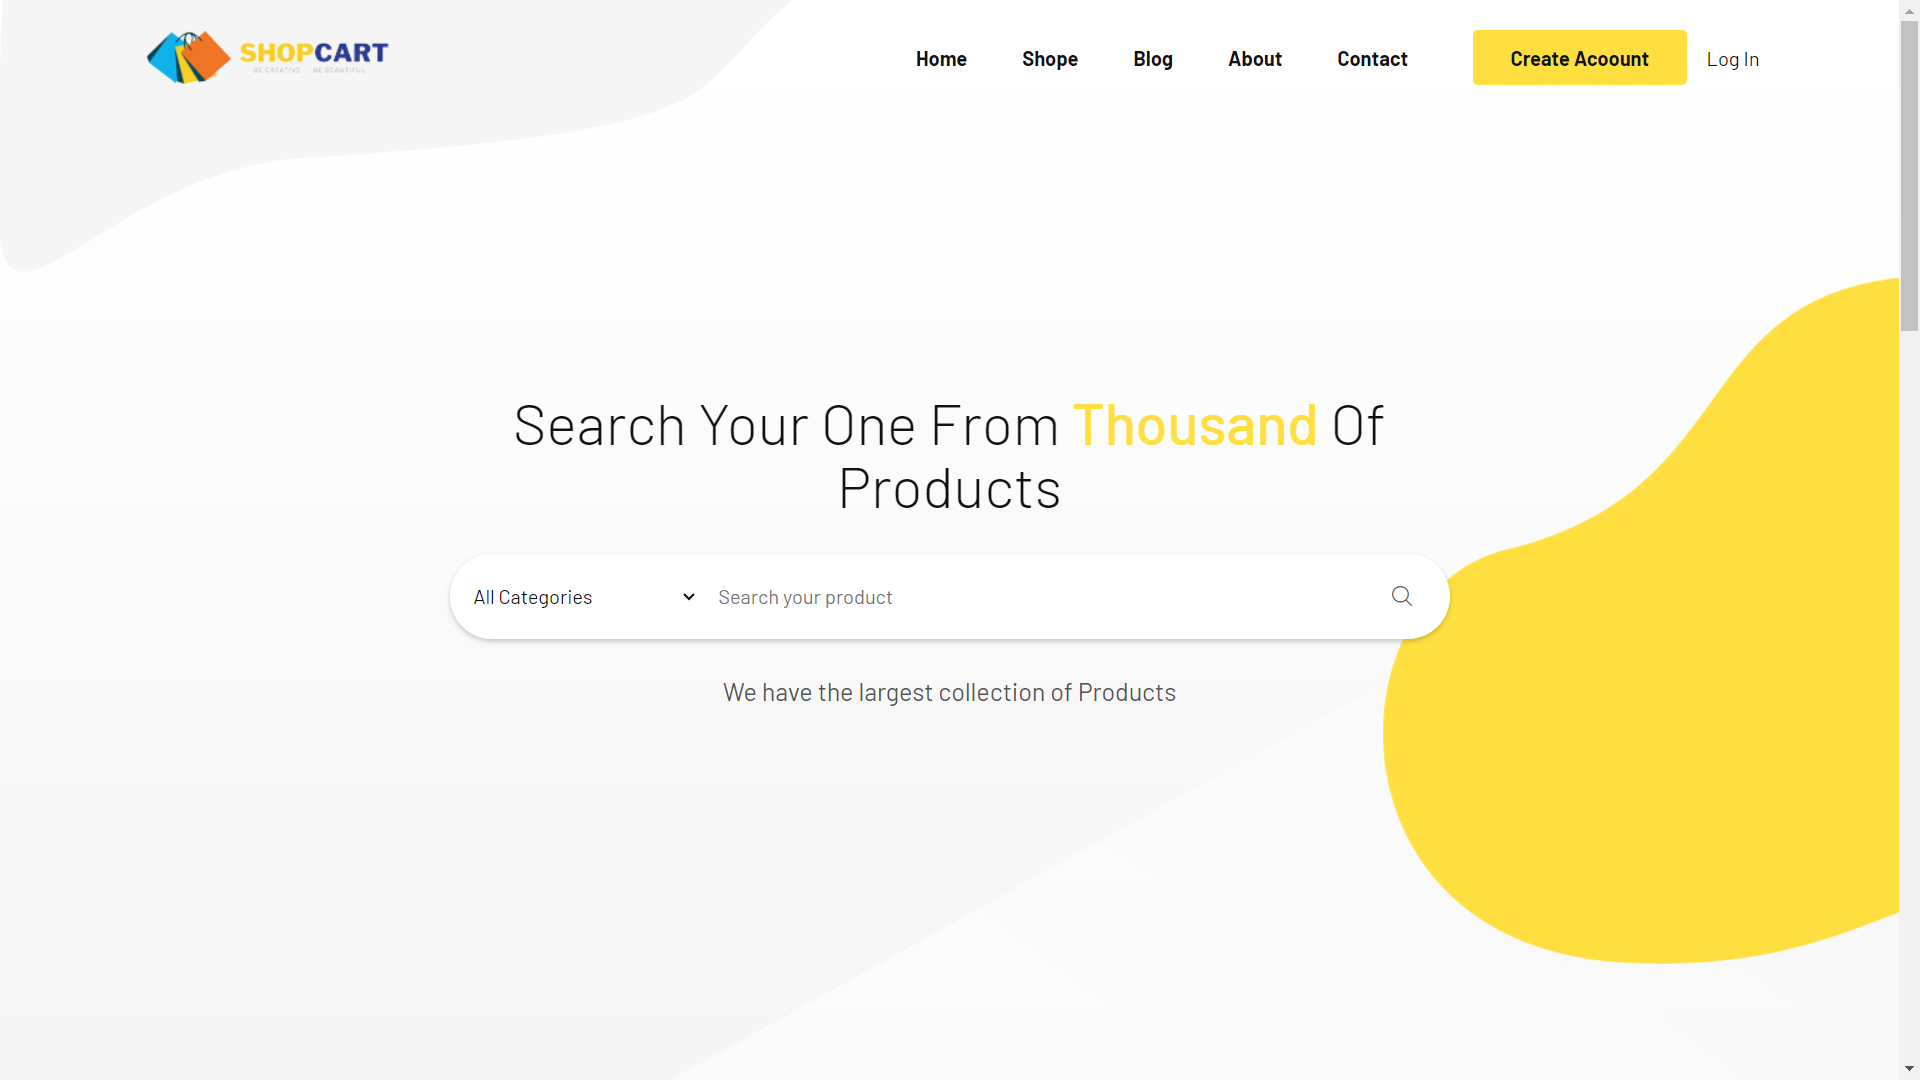 SHOPCART
BE CREATIVE - BE BEAUTIFUL
Home
Shope
Blog
About
Contact
Create Acoount
Log In
Search Your One From Thousand Of
Products
All Categories
Search your product
We have the largest collection of Products